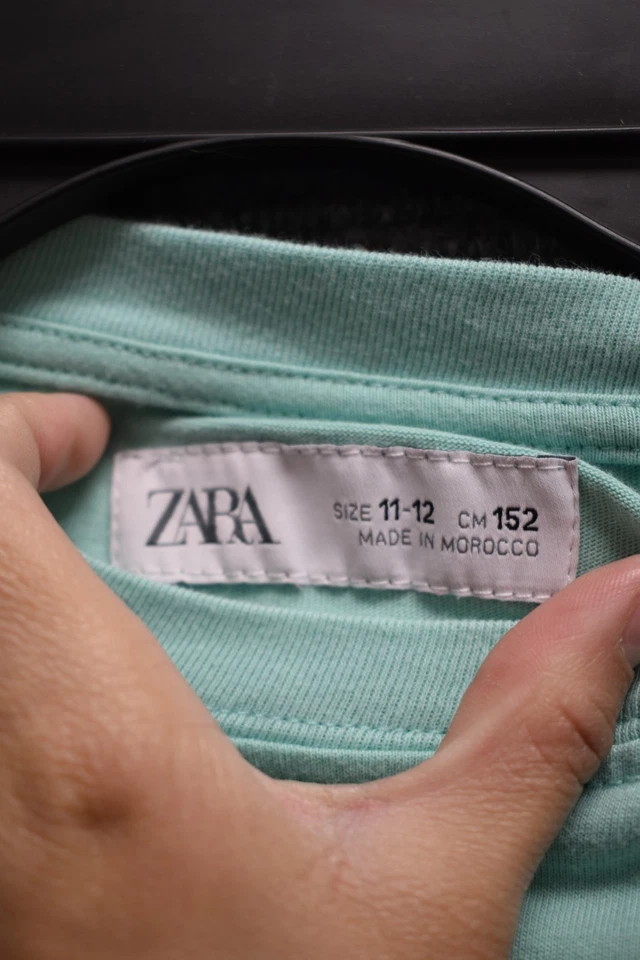 ZARA
SIZE 11-12 CM 152
MADE IN MOROCCO